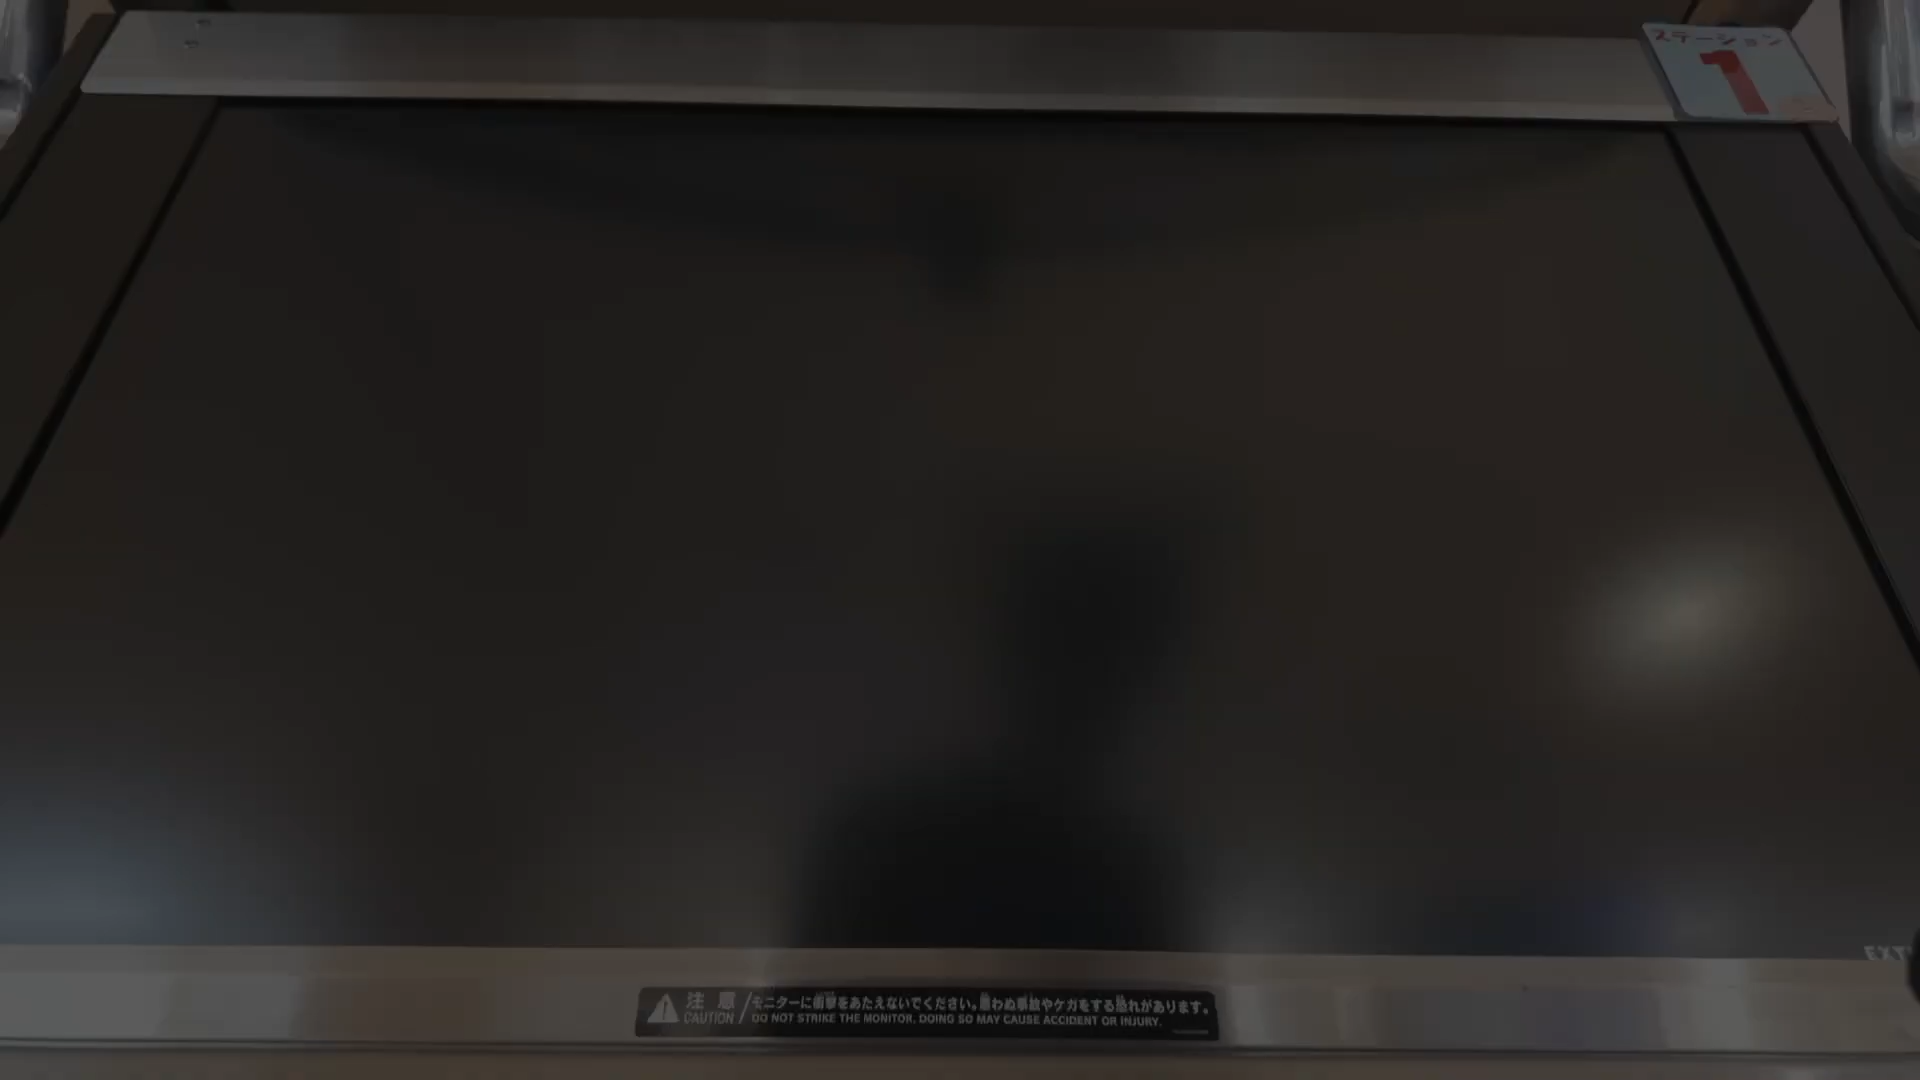 ステーション
1
注意/モニターに衝撃をあたえないでください。思わぬ事故やケガをする恐れがあります。
CAUTION/DO NOT STRIKE THE MONITOR. DOING SO MAY CAUSE ACCIDENT OR INJURY.